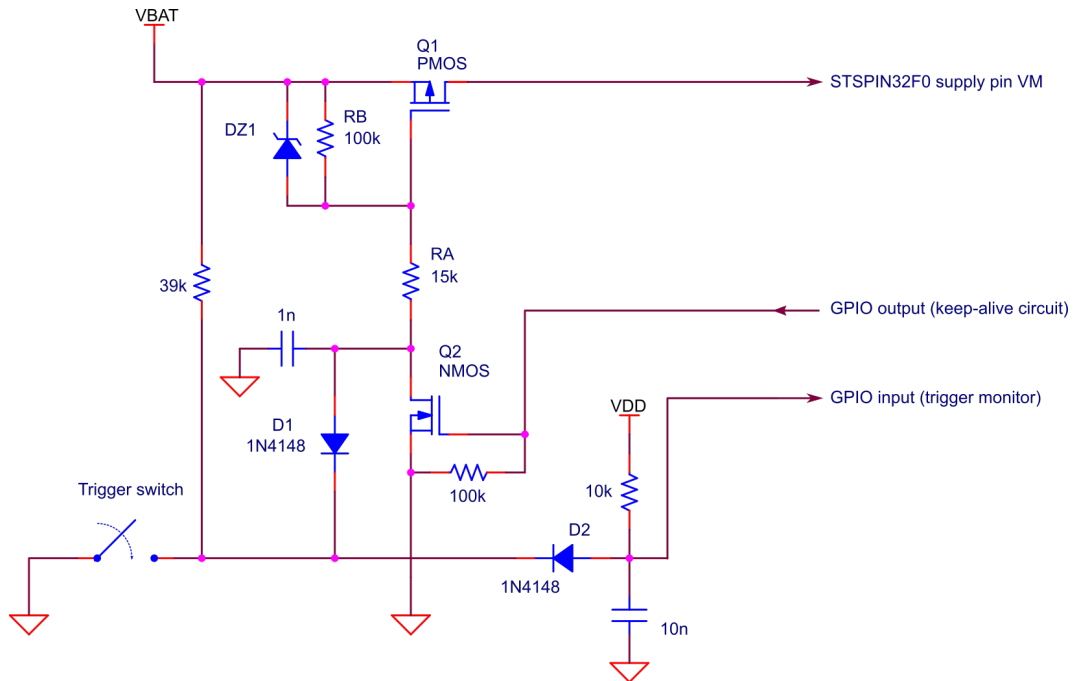 VBAT
Q1
PMOS
STSPIN32F0 supply pin VM
DZ1
RB
100k
RA
15k
39k
1n
GPIO output (keep-alive circuit)
Q2
NMOS
VDD
GPIO input (trigger monitor)
D1
1N4148
100k
10k
Trigger switch
D2
1N4148
10n